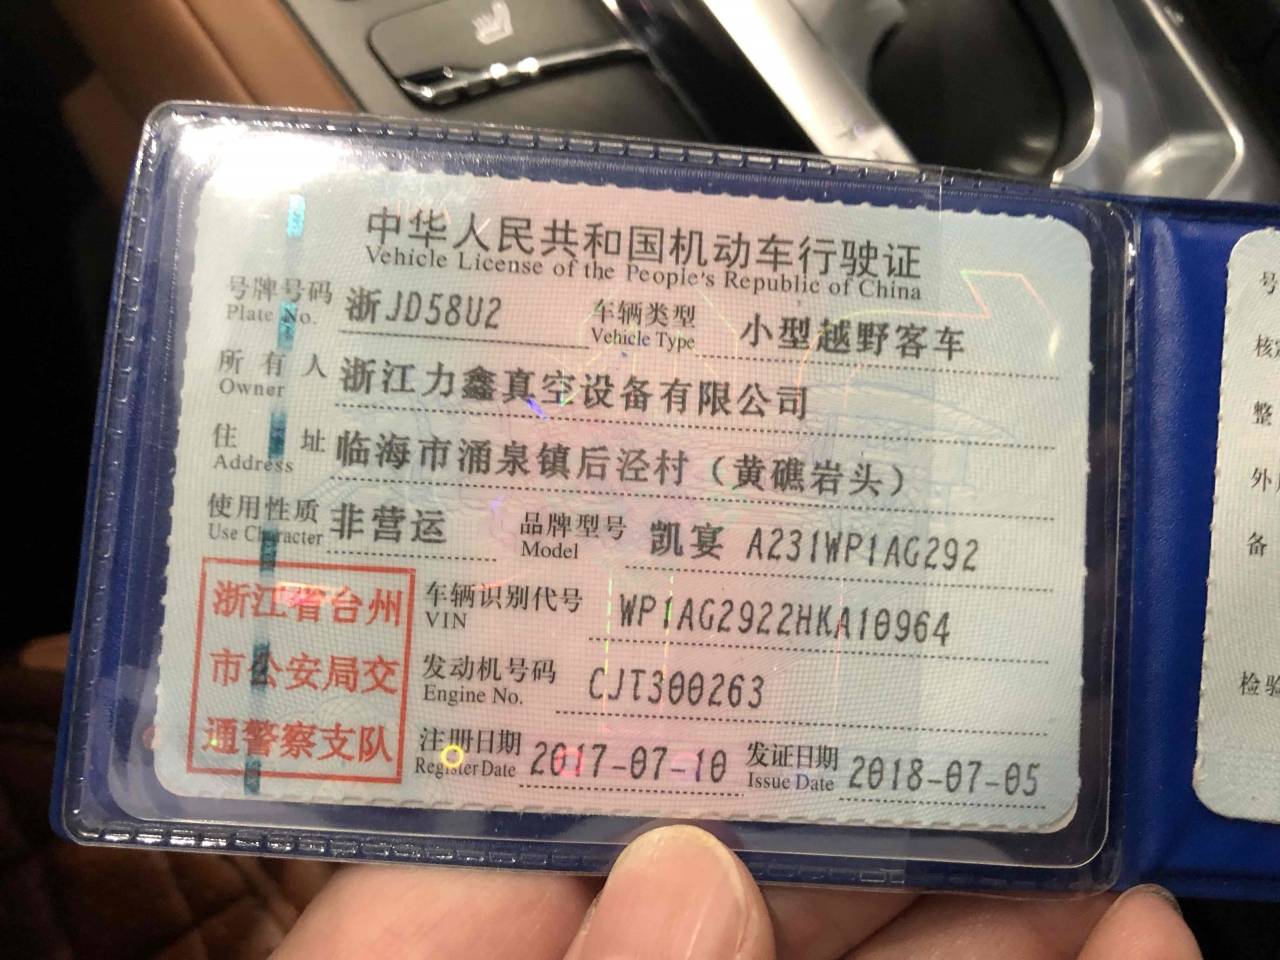 中华人民共和国机动车行驶证
Vehicle License of the People's Republic of China
号牌号码 浙JD58U2 车辆类型 小型越野客车
Plate No. Vehicle Type
所有人 浙江力鑫真空设备有限公司
Owner
住址 临海市涌泉镇后泾村（黄礁岩头）
Address
使用性质 非营运 品牌型号 凯宴 A231WP1AG292
Use Character Model
浙江省台州
市公安局交
通警察支队
车辆识别代号 WP1AG2922HKA10964
VIN
发动机号码 CJT300263
Engine No.
注册日期 2017-07-10 发证日期 2018-07-05
Register Date Issue Date
号
核
整
外
备
检验